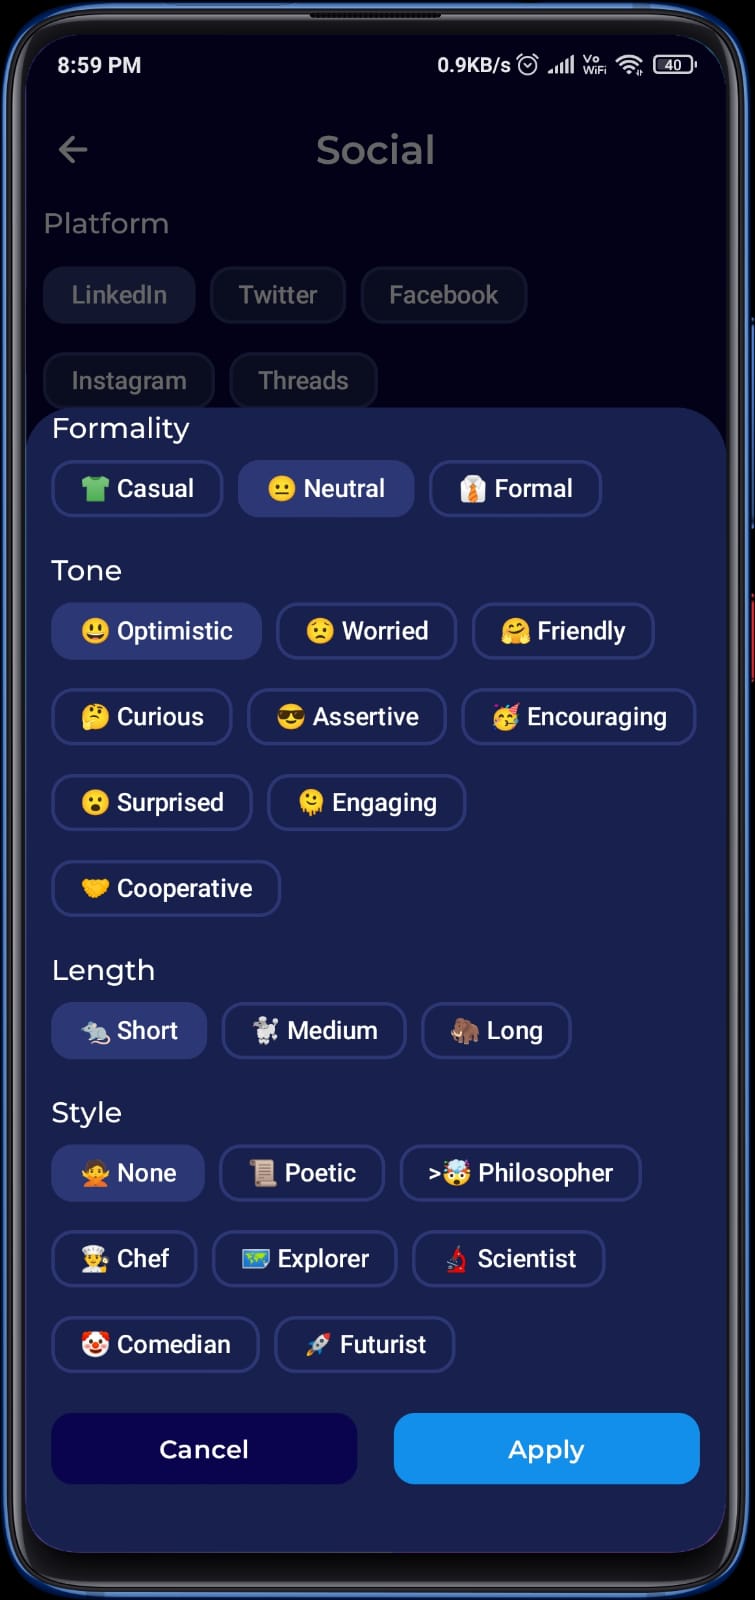 8:59 PM 0.9KB/s Vo WiFi 40
Social
Platform
LinkedIn Twitter Facebook
Instagram Threads
Formality
👕 Casual 😐 Neutral 👔 Formal
Tone
😃 Optimistic 😟 Worried 🤗 Friendly
🤔 Curious 😎 Assertive 🥳 Encouraging
😮 Surprised 🫠 Engaging
🤝 Cooperative
Length
🐀 Short 🐩 Medium 🦣 Long
Style
🙅 None 📜 Poetic >🤯 Philosopher
👨‍🍳 Chef 🗺️ Explorer 🔬 Scientist
🤡 Comedian 🚀 Futurist
Cancel Apply